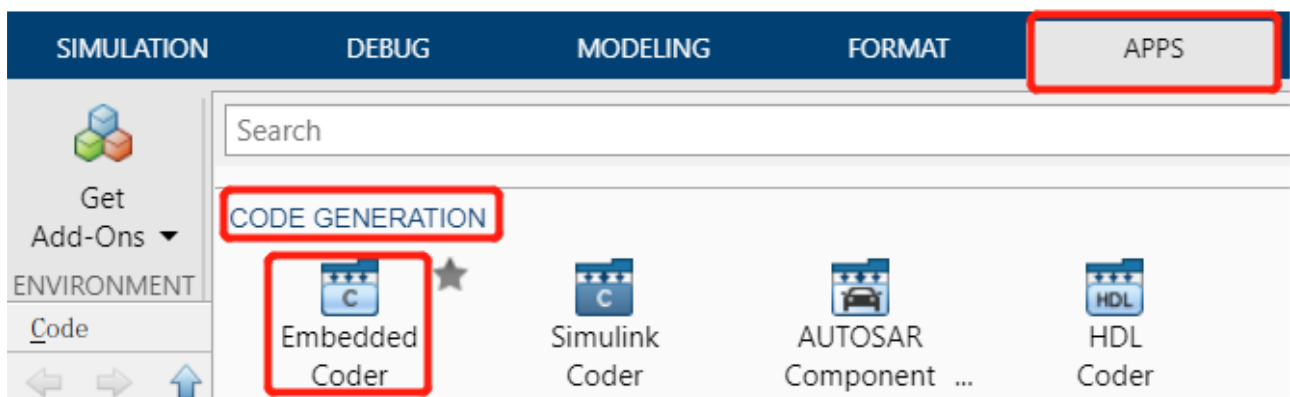 SIMULATION DEBUG MODELING FORMAT APPS
Search
Get
Add-Ons
ENVIRONMENT
Code
CODE GENERATION
C C HDL
Embedded Simulink AUTOSAR HDL
Coder Coder Component ... Coder